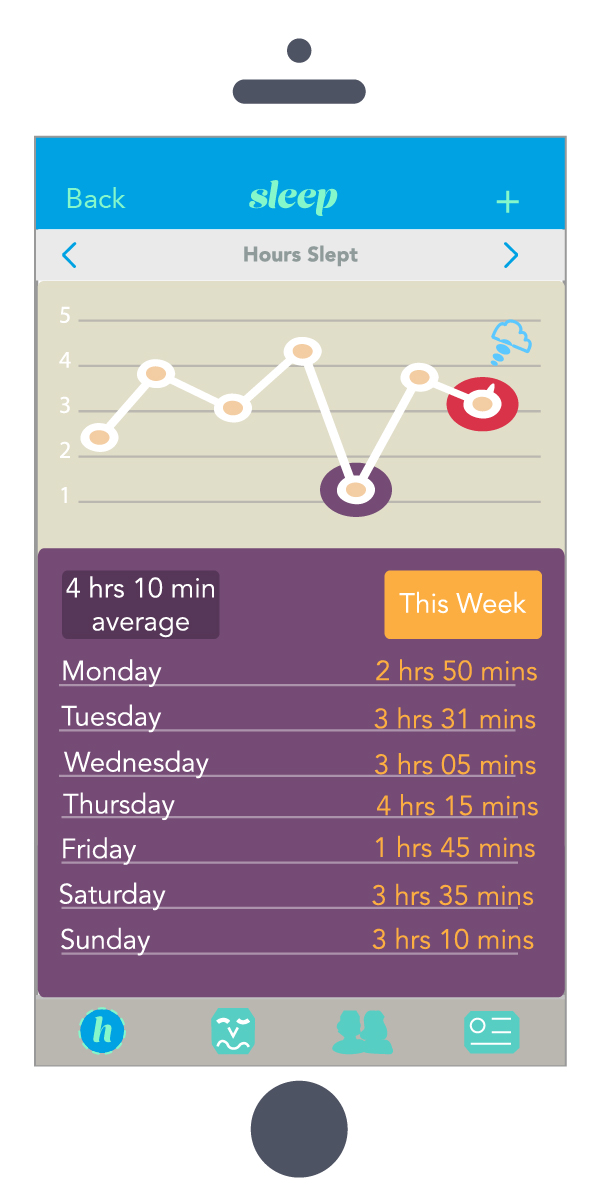 Back sleep +
Hours Slept
5
4
3
2
1
4 hrs 10 min
average
This Week
Monday 2 hrs 50 mins
Tuesday 3 hrs 31 mins
Wednesday 3 hrs 05 mins
Thursday 4 hrs 15 mins
Friday 1 hrs 45 mins
Saturday 3 hrs 35 mins
Sunday 3 hrs 10 mins
h